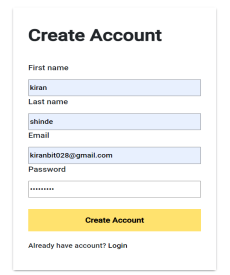 Create Account
First name
kiran
Last name
shinde
Email
kiranbit028@gmail.com
Password
•••••••••
Create Account
Already have account? Login